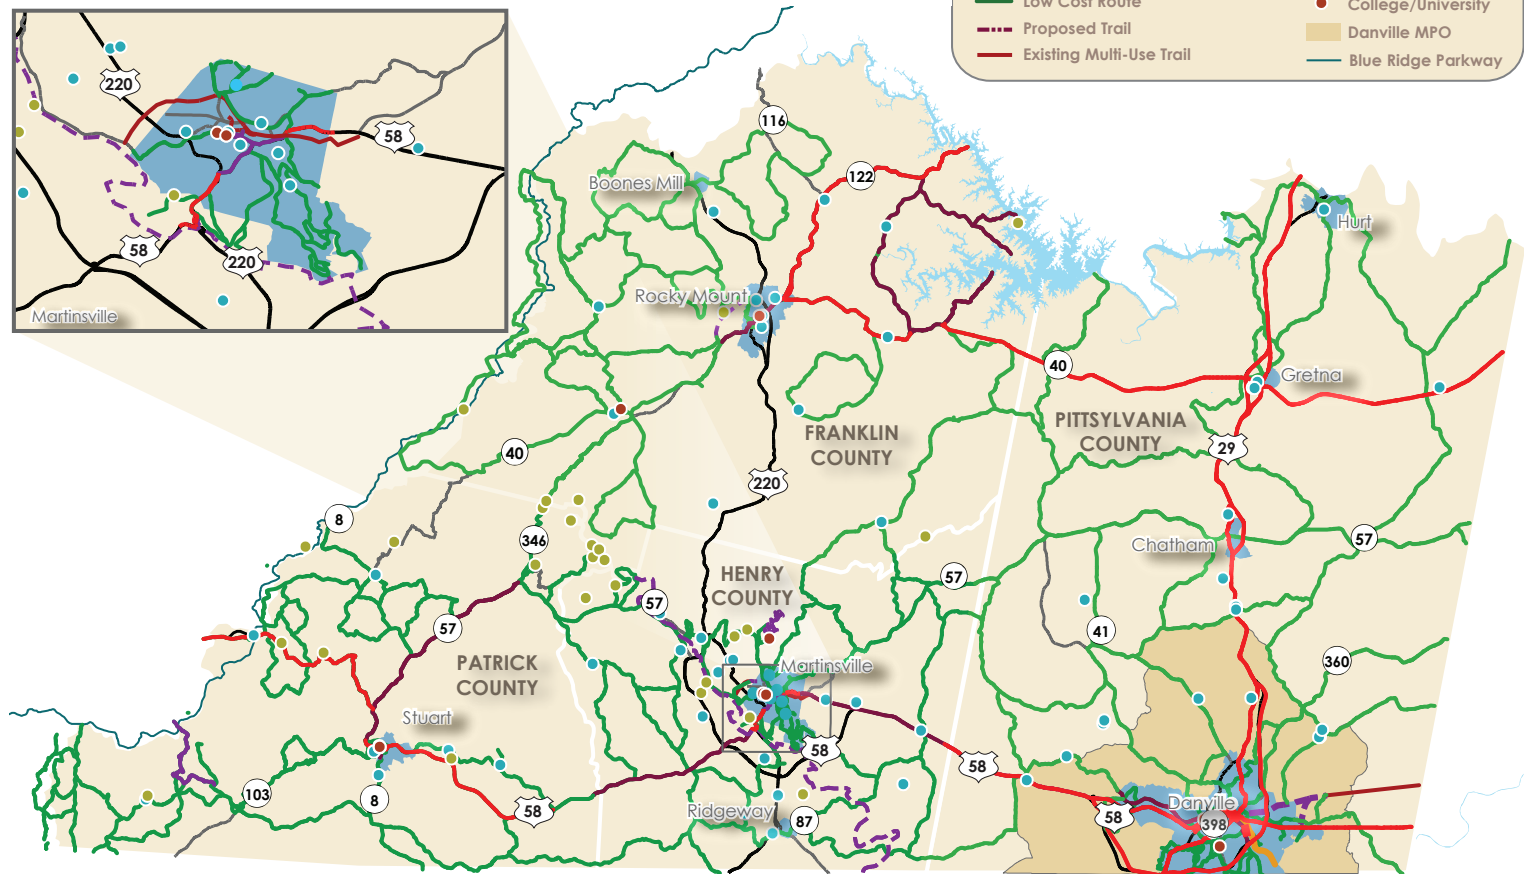 Low Cost Route
Proposed Trail
Existing Multi-Use Trail
College/University
Danville MPO
Blue Ridge Parkway
220
58
58
220
Martinsville
116
122
Boones Mill
Hurt
Rocky Mount
40
Gretna
FRANKLIN
COUNTY
PITTSYLVANIA
COUNTY
29
40
220
8
346
Chatham
57
HENRY
COUNTY
57
57
57
41
PATRICK
COUNTY
Martinsville
360
Stuart
58
58
103
8
58
Ridgeway
87
Danville
58
398